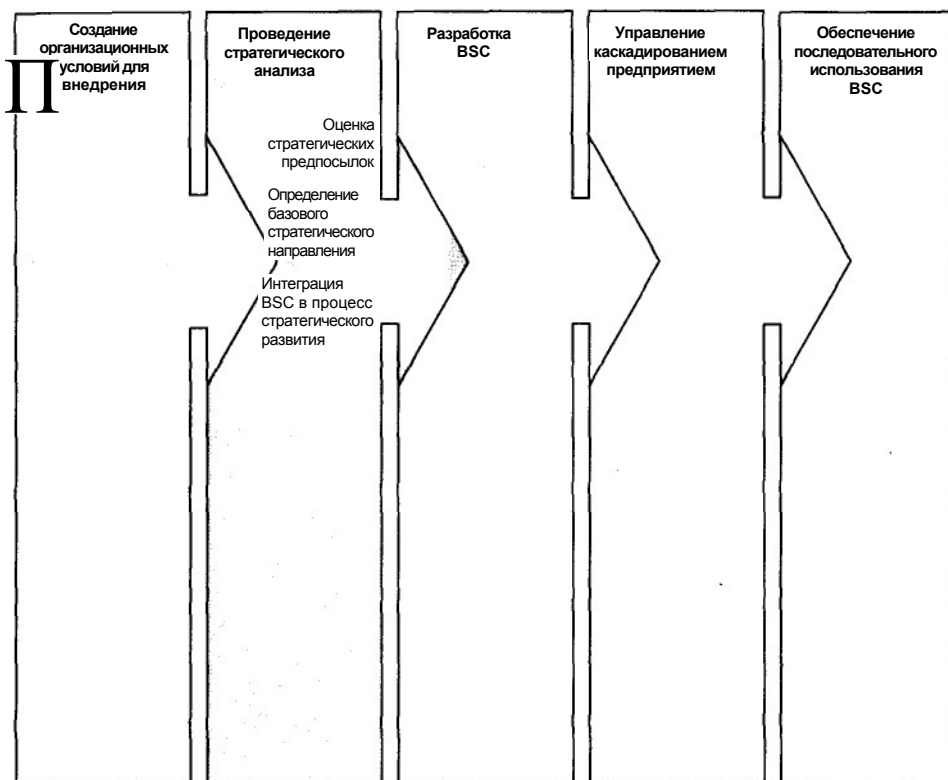 Создание
организационных
условий для
внедрения
П
Проведение
стратегического
анализа
Оценка
стратегических
предпосылок
Определение
базового
стратегического
направления
Интеграция
BSC в процесс
стратегического
развития
Разработка
BSC
Управление
каскадированием
предприятием
Обеспечение
последовательного
использования
BSC